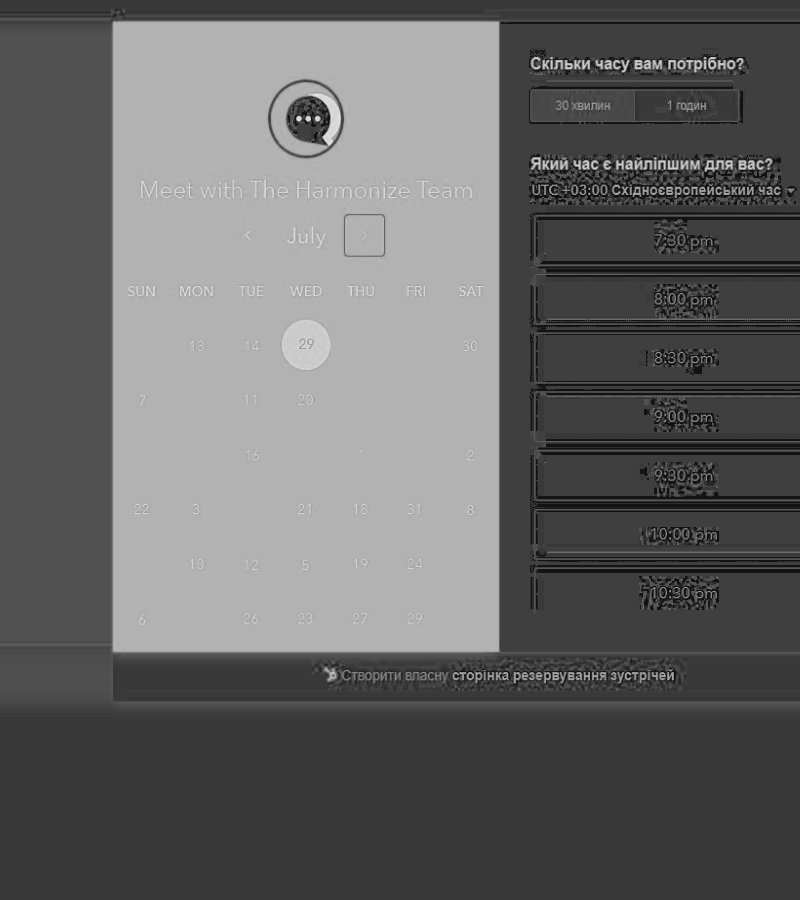 Meet with The Harmonize Team
July
SUN MON TUE WED THU FRI SAT
13 14 29 30
7 11 20
16 1 2
22 3 21 18 31 8
10 12 5 19 24
6 26 23 27 29
Скільки часу вам потрібно?
30 хвилин 1 годин
Який час є найліпшим для вас?
UTC +03:00 Східноєвропейський час
7:30 pm
8:00 pm
8:30 pm
9:00 pm
9:30 pm
10:00 pm
10:30 pm
Створити власну сторінка резервування зустрічей